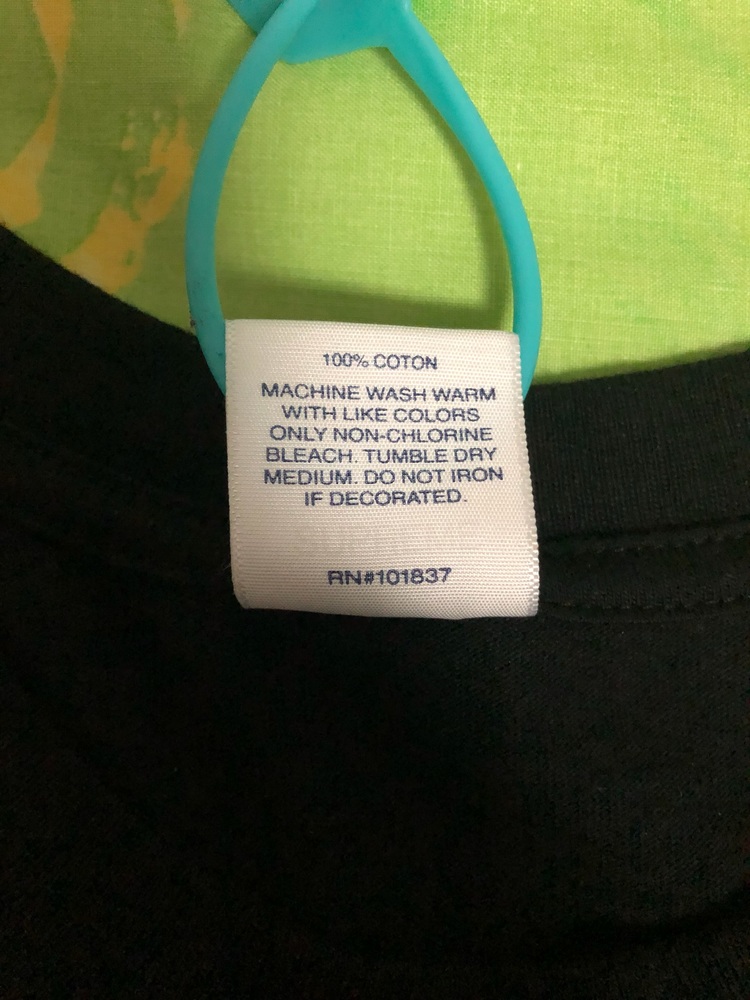 100% COTON
MACHINE WASH WARM
WITH LIKE COLORS
ONLY NON-CHLORINE
BLEACH. TUMBLE DRY
MEDIUM. DO NOT IRON
IF DECORATED.
RN#101837